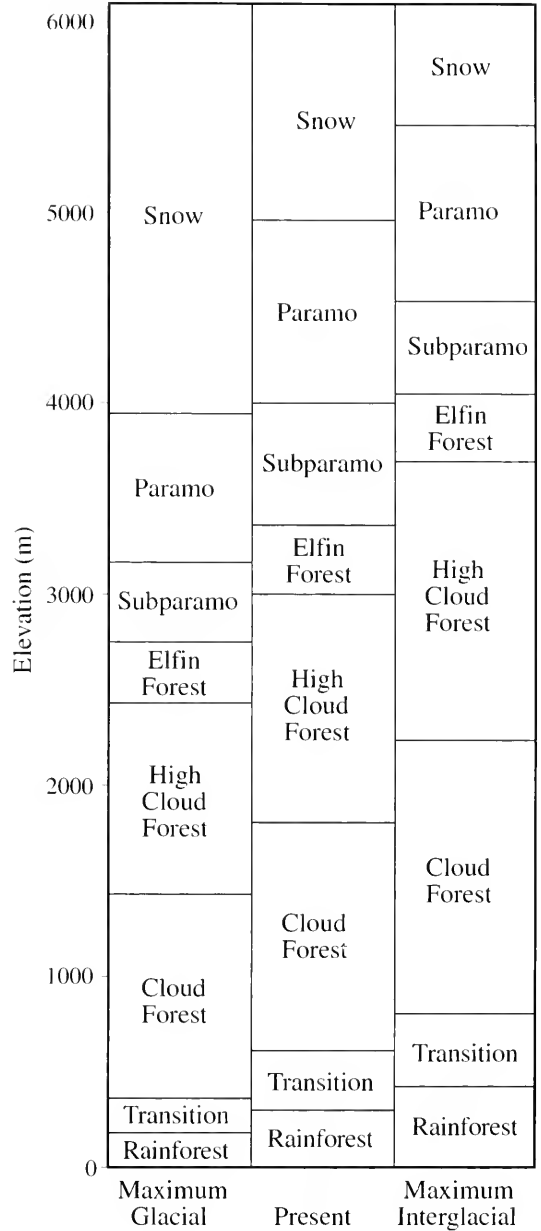 6000
5000
4000
3000
2000
1000
0
Elevation (m)
Snow
Paramo
Subparamo
Elfin
Forest
High
Cloud
Forest
Cloud
Forest
Transition
Rainforest
Maximum
Glacial
Snow
Paramo
Subparamo
Elfin
Forest
High
Cloud
Forest
Cloud
Forest
Transition
Rainforest
Present
Snow
Paramo
Subparamo
Elfin
Forest
High
Cloud
Forest
Cloud
Forest
Transition
Rainforest
Maximum
Interglacial